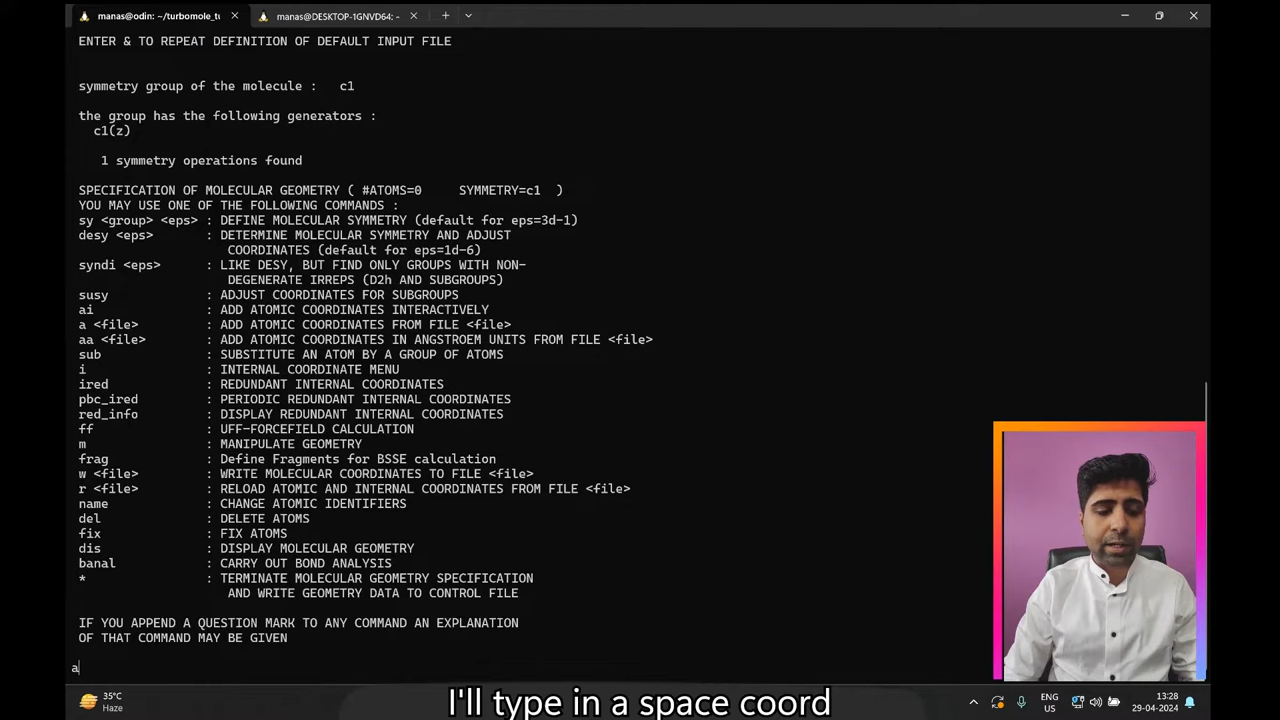 manas@odin: ~/turbomole_tu
manas@DESKTOP-1GNVD64: ~
ENTER & TO REPEAT DEFINITION OF DEFAULT INPUT FILE
symmetry group of the molecule :   c1
the group has the following generators :
c1(z)
1 symmetry operations found
SPECIFICATION OF MOLECULAR GEOMETRY ( #ATOMS=0     SYMMETRY=c1  )
YOU MAY USE ONE OF THE FOLLOWING COMMANDS :
sy <group> <eps> : DEFINE MOLECULAR SYMMETRY (default for eps=3d-1)
desy <eps>       : DETERMINE MOLECULAR SYMMETRY AND ADJUST
COORDINATES (default for eps=1d-6)
syndi <eps>      : LIKE DESY, BUT FIND ONLY GROUPS WITH NON-
DEGENERATE IRREPS (D2h AND SUBGROUPS)
susy             : ADJUST COORDINATES FOR SUBGROUPS
ai               : ADD ATOMIC COORDINATES INTERACTIVELY
a <file>         : ADD ATOMIC COORDINATES FROM FILE <file>
aa <file>        : ADD ATOMIC COORDINATES IN ANGSTROEM UNITS FROM FILE <file>
sub              : SUBSTITUTE AN ATOM BY A GROUP OF ATOMS
i                : INTERNAL COORDINATE MENU
ired             : REDUNDANT INTERNAL COORDINATES
pbc_ired         : PERIODIC REDUNDANT INTERNAL COORDINATES
red_info         : DISPLAY REDUNDANT INTERNAL COORDINATES
ff               : UFF-FORCEFIELD CALCULATION
m                : MANIPULATE GEOMETRY
frag             : Define Fragments for BSSE calculation
w <file>         : WRITE MOLECULAR COORDINATES TO FILE <file>
r <file>         : RELOAD ATOMIC AND INTERNAL COORDINATES FROM FILE <file>
name             : CHANGE ATOMIC IDENTIFIERS
del              : DELETE ATOMS
fix              : FIX ATOMS
dis              : DISPLAY MOLECULAR GEOMETRY
banal            : CARRY OUT BOND ANALYSIS
*                : TERMINATE MOLECULAR GEOMETRY SPECIFICATION
AND WRITE GEOMETRY DATA TO CONTROL FILE
IF YOU APPEND A QUESTION MARK TO ANY COMMAND AN EXPLANATION
OF THAT COMMAND MAY BE GIVEN
a
I'll type in a space coord
35°C
Haze
ENG
US
13:28
29-04-2024